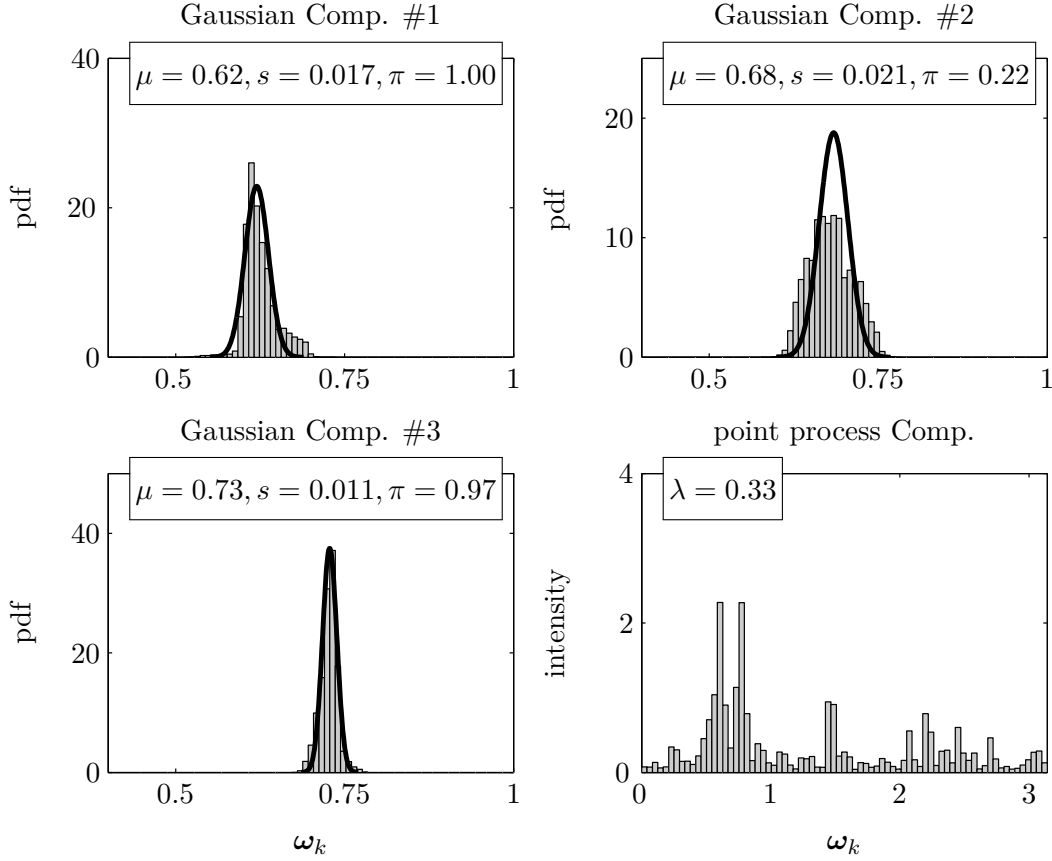 Gaussian Comp. #1
μ = 0.62, s = 0.017, π = 1.00
40
20
0
pdf
0.5 0.75 1
Gaussian Comp. #2
μ = 0.68, s = 0.021, π = 0.22
20
10
0
pdf
0.5 0.75 1
Gaussian Comp. #3
μ = 0.73, s = 0.011, π = 0.97
40
20
0
pdf
0.5 0.75 1
ωk
point process Comp.
λ = 0.33
4
2
0
intensity
0 1 2 3
ωk